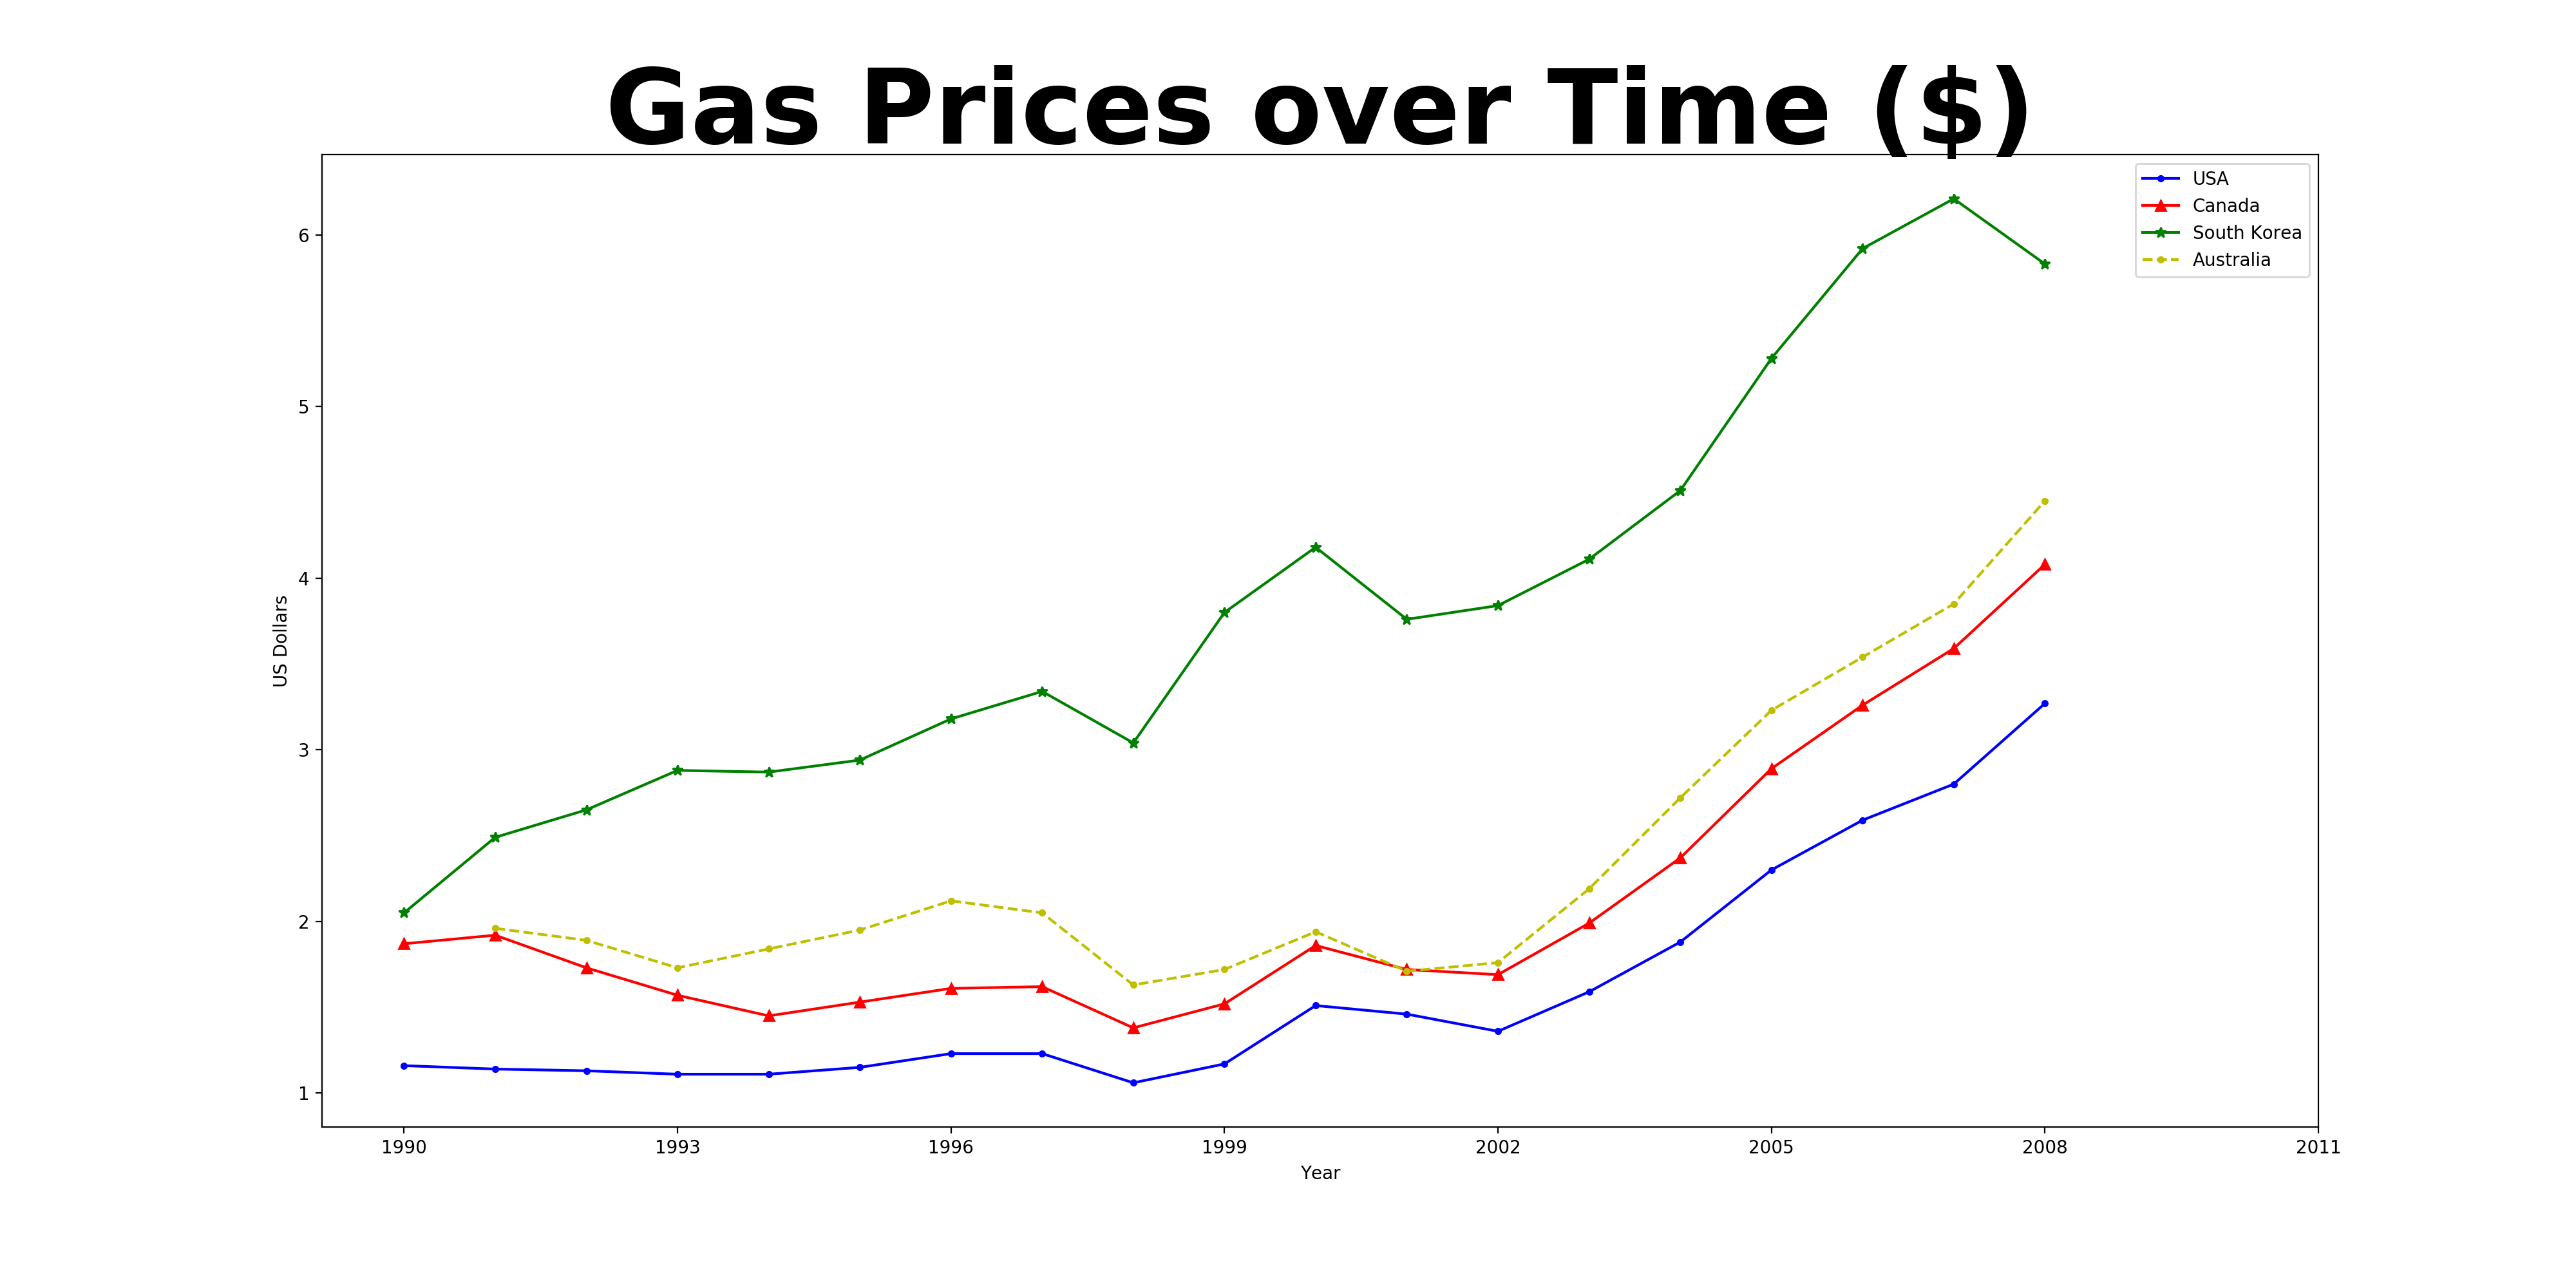 Gas Prices over Time ($)
USA
Canada
South Korea
Australia
6
5
4
3
2
1
US Dollars
1990 1993 1996 1999 2002 2005 2008 2011
Year